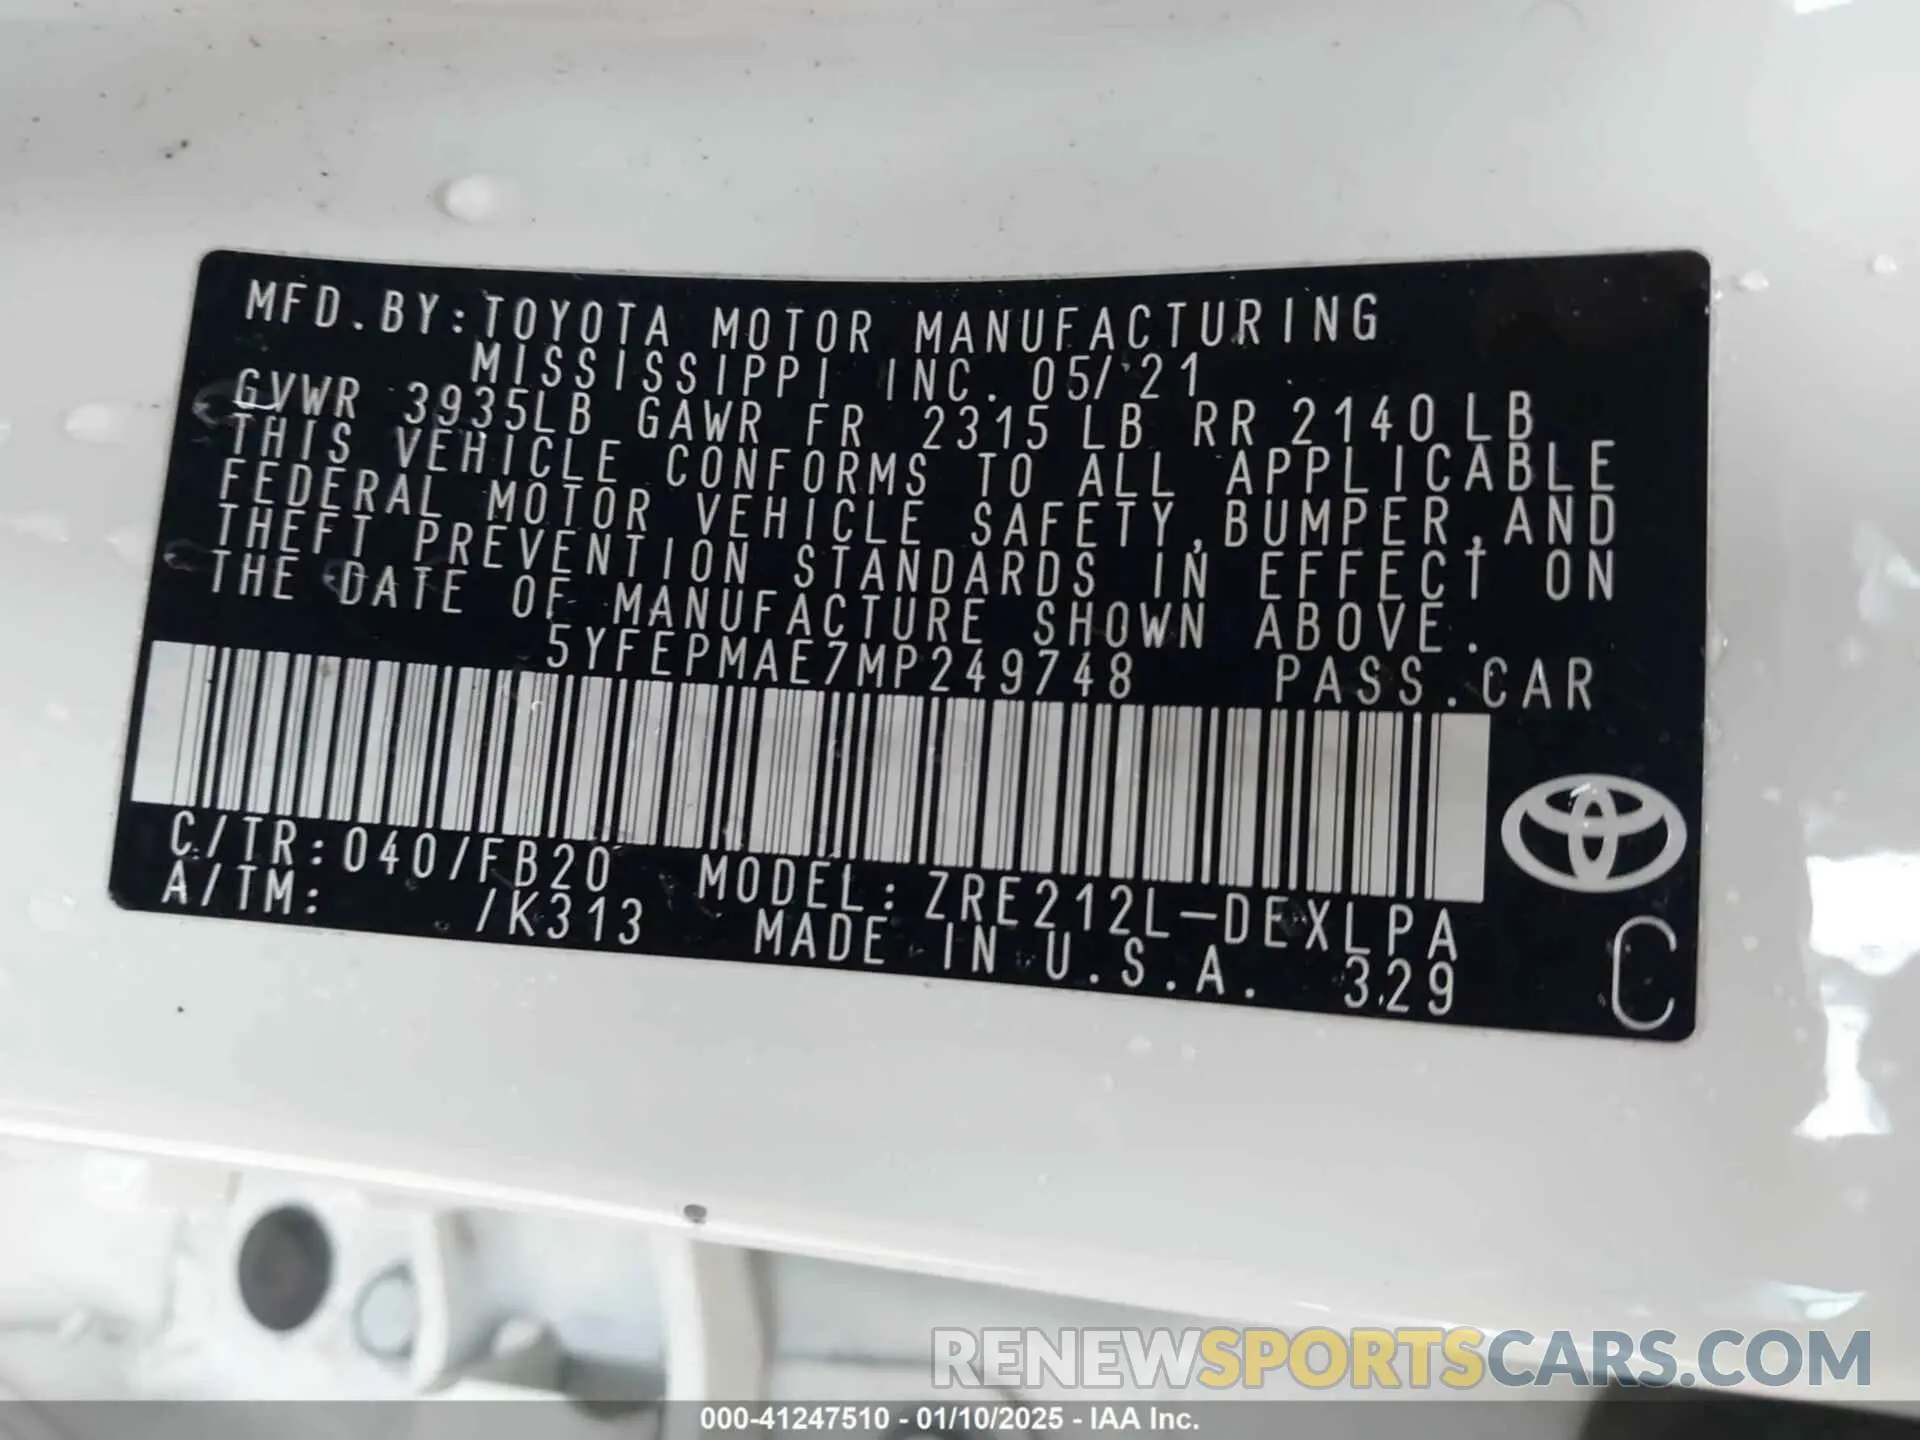 MFD.BY:TOYOTA MOTOR MANUFACTURING
MISSISSIPPI INC. 05/21
GVWR 3935LB GAWR FR 2315LB RR 2140LB
THIS VEHICLE CONFORMS TO ALL APPLICABLE
FEDERAL MOTOR VEHICLE SAFETY,BUMPER,AND
THEFT PREVENTION STANDARDS IN EFFECT ON
THE DATE OF MANUFACTURE SHOWN ABOVE.
5YFEPMAE7MP249748 PASS.CAR
C/TR:040/FB20 MODEL:ZRE212L-DEXLPA
A/TM: /K313 MADE IN U.S.A. 329
C
RENEWSPORTSCARS.COM
000-41247510 - 01/10/2025 - IAA Inc.